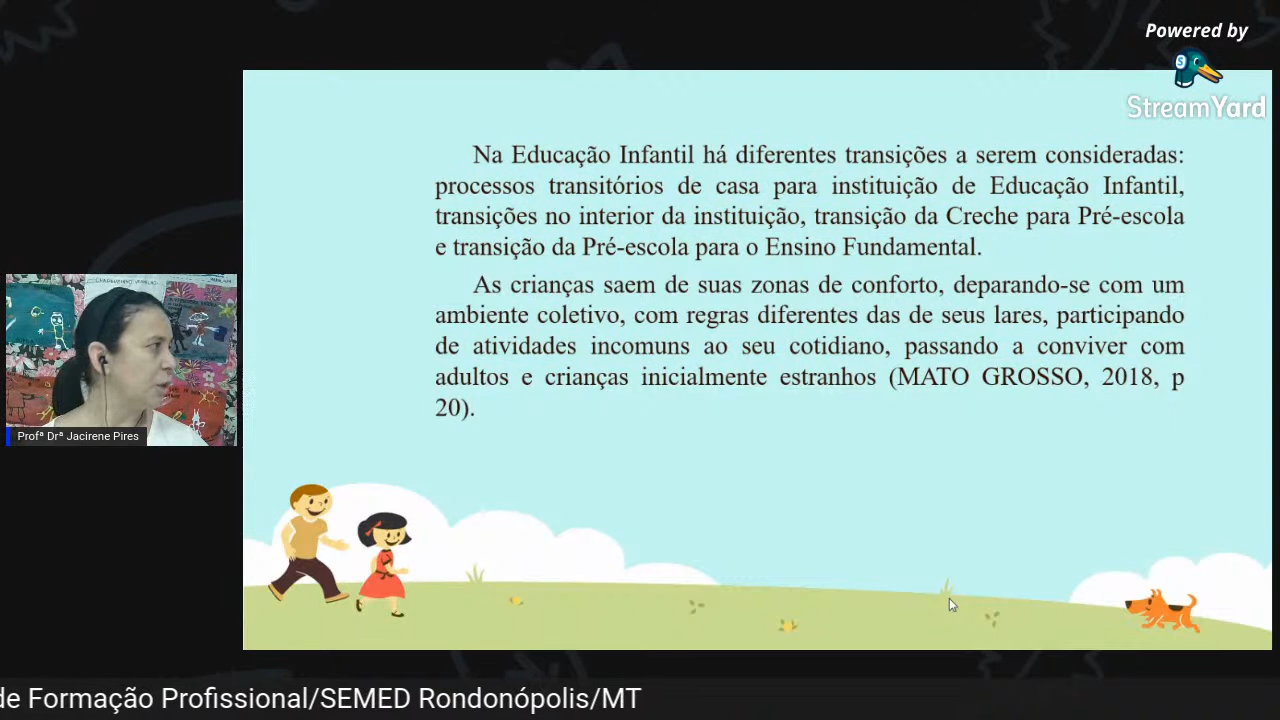 Powered by
StreamYard
Na Educação Infantil há diferentes transições a serem consideradas:
processos transitórios de casa para instituição de Educação Infantil,
transições no interior da instituição, transição da Creche para Pré-escola
e transição da Pré-escola para o Ensino Fundamental.
As crianças saem de suas zonas de conforto, deparando-se com um
ambiente coletivo, com regras diferentes das de seus lares, participando
de atividades incomuns ao seu cotidiano, passando a conviver com
adultos e crianças inicialmente estranhos (MATO GROSSO, 2018, p
20).
Profª Drª Jacirene Pires
de Formação Profissional/SEMED Rondonópolis/MT